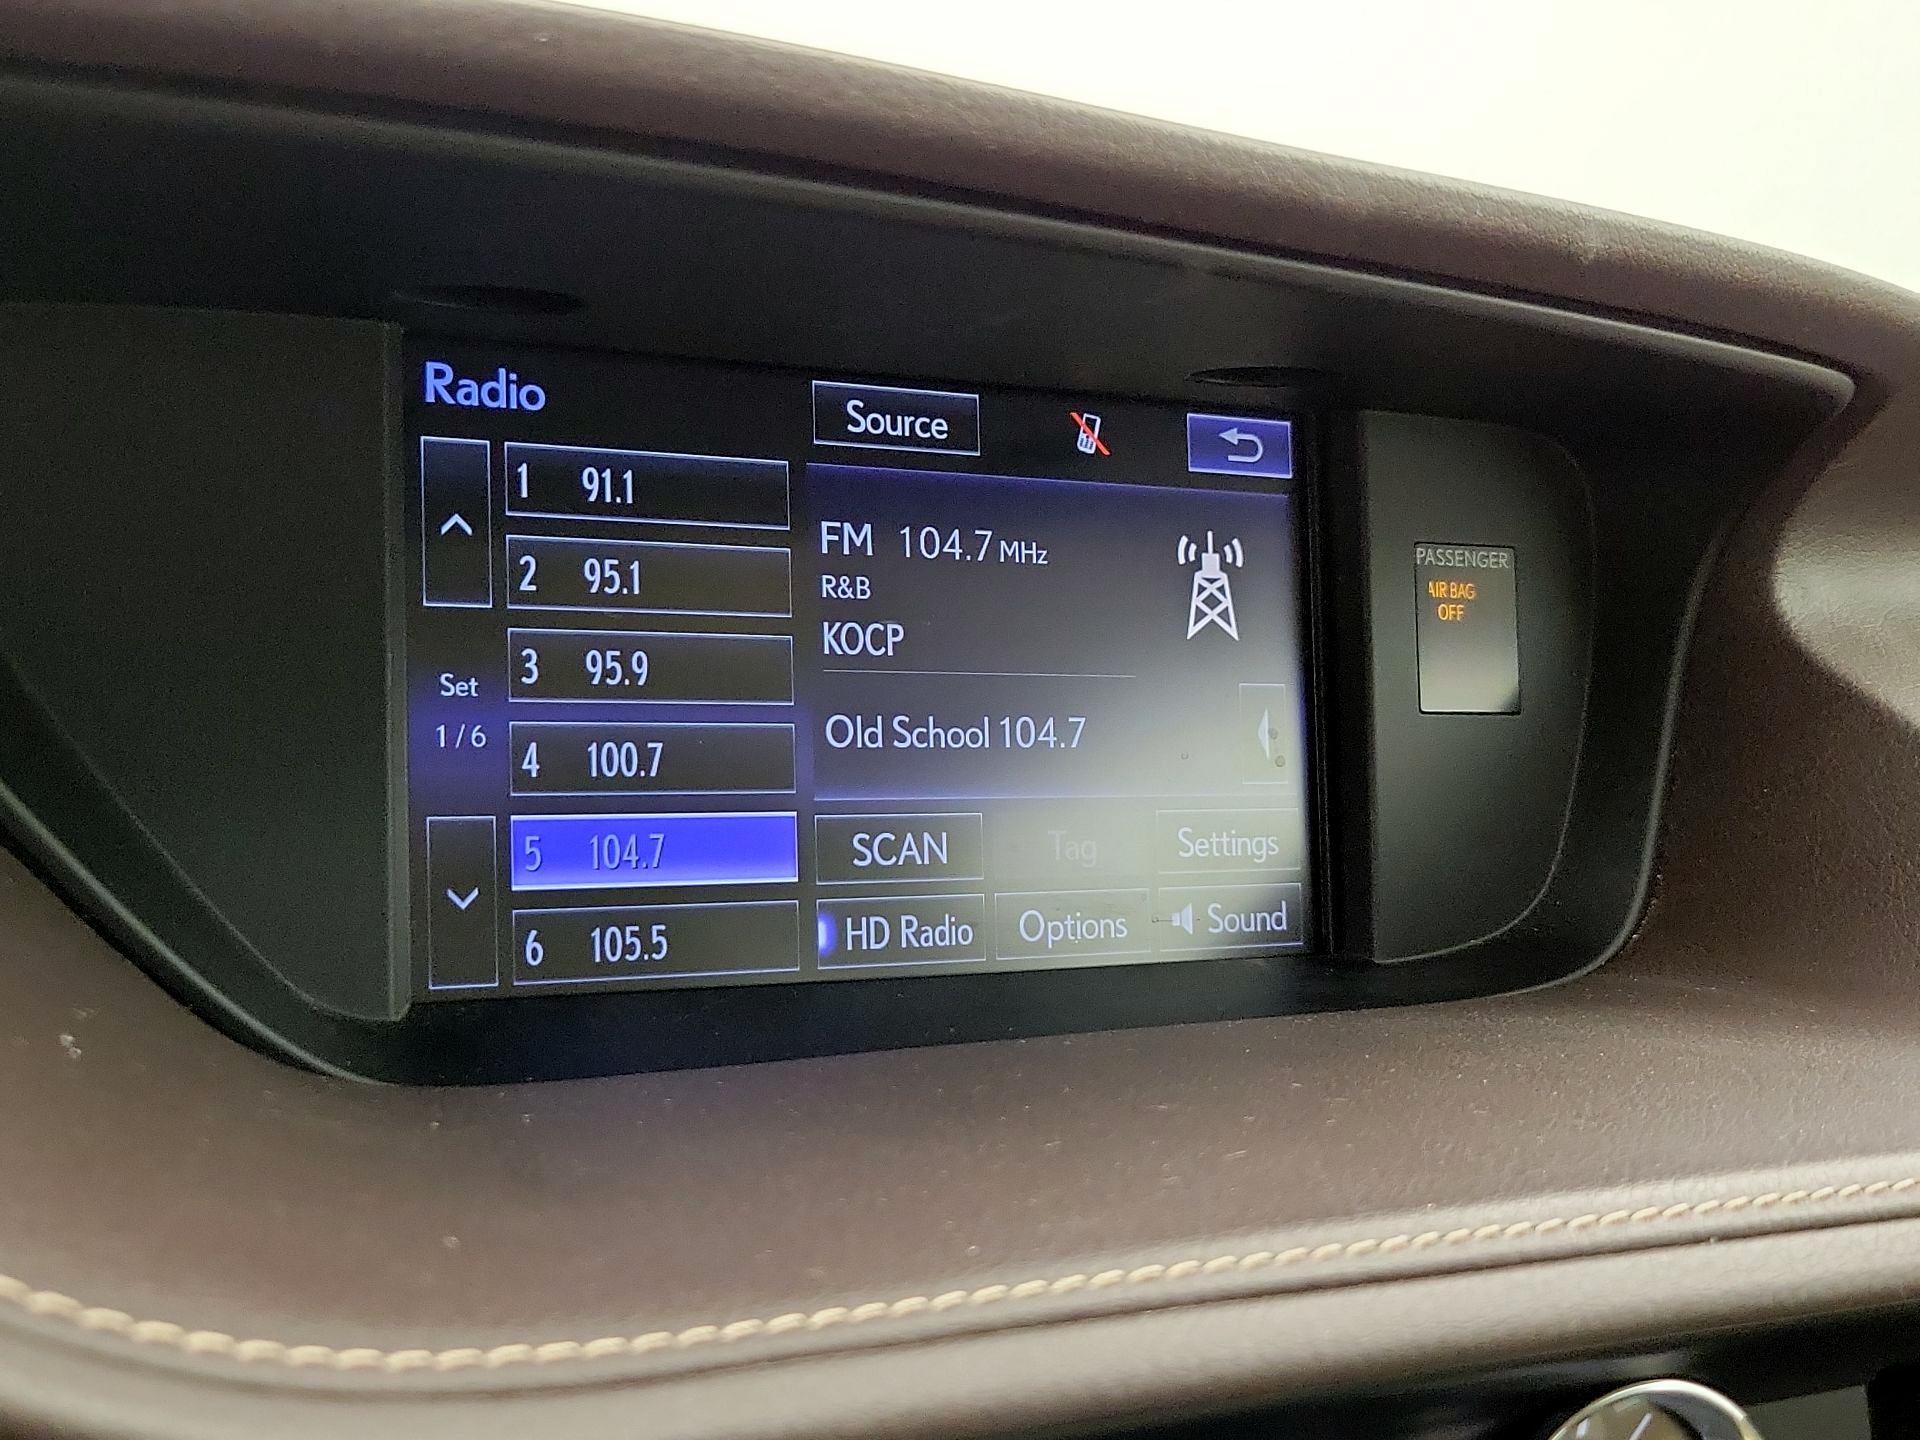 Radio
Source
1 91.1
2 95.1
3 95.9
4 100.7
5 104.7
6 105.5
Set
1 / 6
FM 104.7 MHz
R&B
KOCP
Old School 104.7
SCAN Tag Settings
HD Radio Options Sound
PASSENGER
AIR BAG
OFF